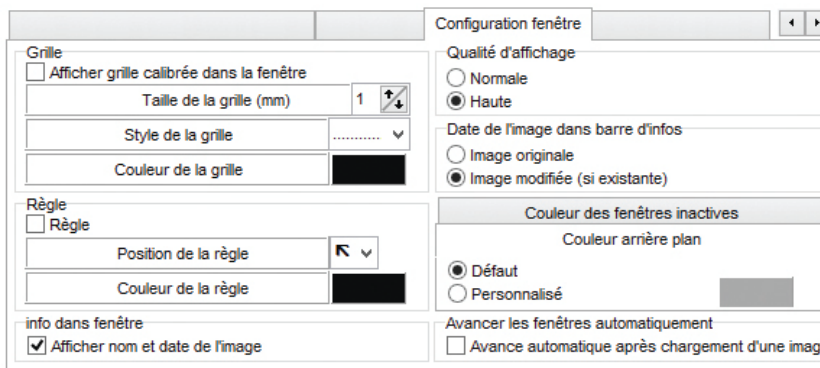 Configuration fenêtre
Grille
Afficher grille calibrée dans la fenêtre
Taille de la grille (mm) 1
Style de la grille ...........
Couleur de la grille
Règle
Règle
Position de la règle
Couleur de la règle
info dans fenêtre
Afficher nom et date de l'image
Qualité d'affichage
Normale
Haute
Date de l'image dans barre d'infos
Image originale
Image modifiée (si existante)
Couleur des fenêtres inactives
Couleur arrière plan
Défaut
Personnalisé
Avancer les fenêtres automatiquement
Avance automatique après chargement d'une imag